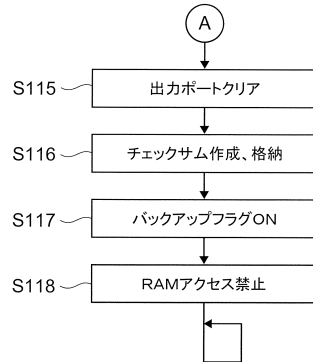 A
S115
出力ポートクリア
S116
チェックサム作成、格納
S117
バックアップフラグON
S118
RAMアクセス禁止